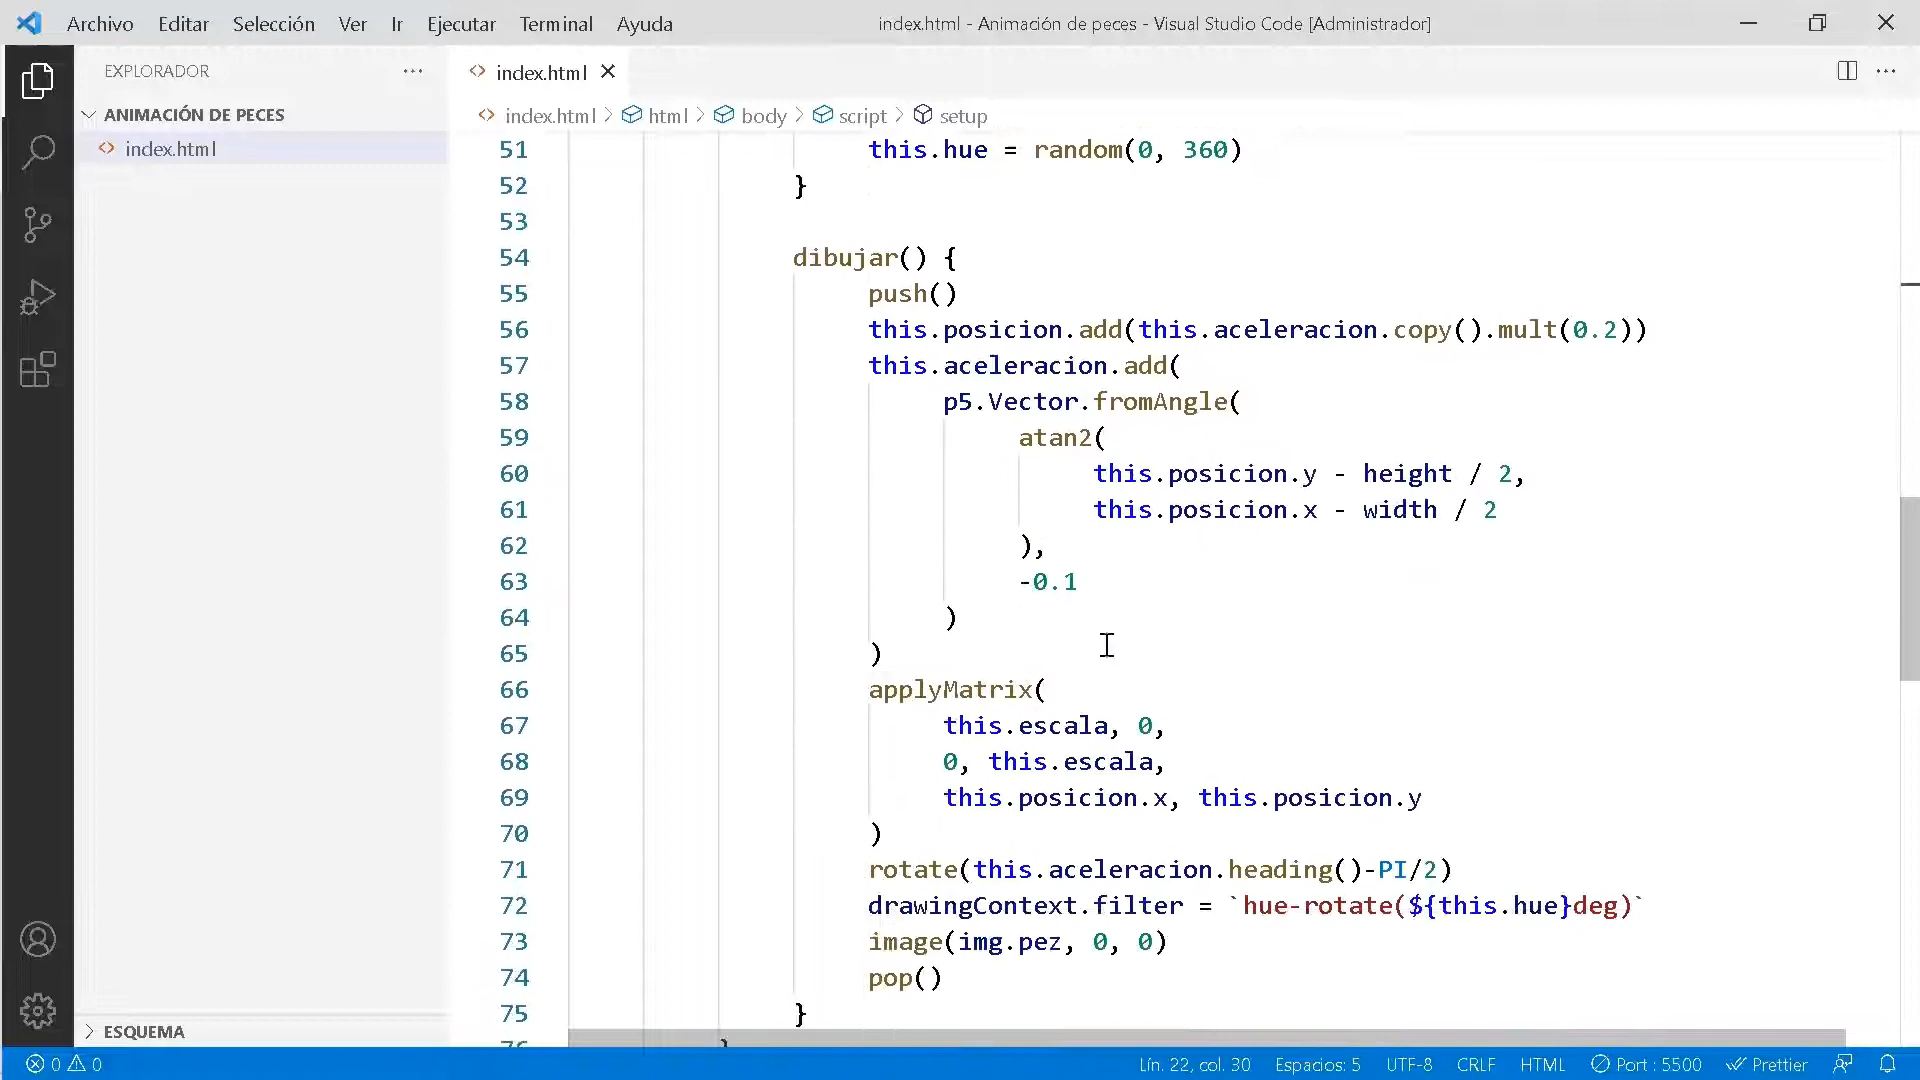 Archivo Editar Selección Ver Ir Ejecutar Terminal Ayuda
index.html - Animación de peces - Visual Studio Code [Administrador]
EXPLORADOR
index.html
ANIMACIÓN DE PECES
index.html
index.html > html > body > script > setup
51 this.hue = random(0, 360)
52 }
53
54 dibujar() {
55 push()
56 this.posicion.add(this.aceleracion.copy().mult(0.2))
57 this.aceleracion.add(
58 p5.Vector.fromAngle(
59 atan2(
60 this.posicion.y - height / 2,
61 this.posicion.x - width / 2
62 ),
63 -0.1
64 )
65 )
66 applyMatrix(
67 this.escala, 0,
68 0, this.escala,
69 this.posicion.x, this.posicion.y
70 )
71 rotate(this.aceleracion.heading()-PI/2)
72 drawingContext.filter = `hue-rotate(${this.hue}deg)`
73 image(img.pez, 0, 0)
74 pop()
75 }
ESQUEMA
0 0
Lín. 22, col. 30 Espacios: 5 UTF-8 CRLF HTML Port : 5500 Prettier